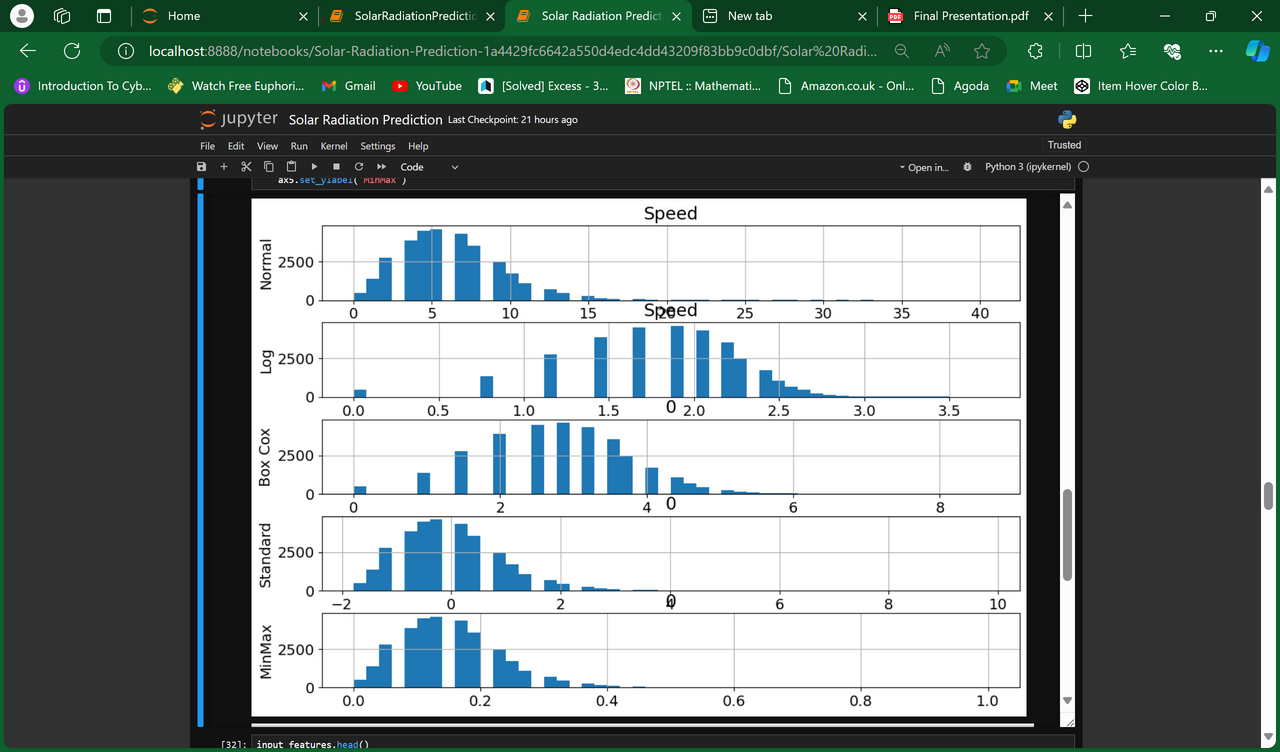 Home
SolarRadiationPredictic
Solar Radiation Predict
New tab
Final Presentation.pdf
localhost:8888/notebooks/Solar-Radiation-Prediction-1a4429fc6642a550d4edc4dd43209f83bb9c0dbf/Solar%20Radi...
Introduction To Cyb...
Watch Free Euphori...
Gmail
YouTube
[Solved] Excess - 3...
NPTEL :: Mathemati...
Amazon.co.uk - Onl...
Agoda
Meet
Item Hover Color B...
jupyter Solar Radiation Prediction Last Checkpoint: 21 hours ago
File Edit View Run Kernel Settings Help
Trusted
Code
Open in...
Python 3 (ipykernel)
ax5.set_ylabel('MinMax')
Speed
Normal
2500
0
0 5 10 15 20 25 30 35 40
Speed
Log
2500
0
0.0 0.5 1.0 1.5 2.0 2.5 3.0 3.5
0
Box Cox
2500
0
0 2 4 6 8
0
Standard
2500
0
−2 0 2 4 6 8 10
0
MinMax
2500
0
0.0 0.2 0.4 0.6 0.8 1.0
[32]: input_features.head()